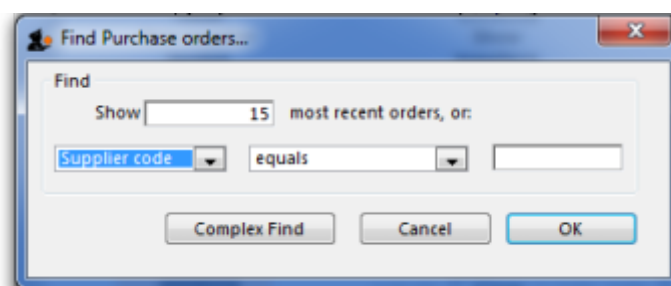 Find Purchase orders...
Find
Show 15 most recent orders, or:
Supplier code equals
Complex Find Cancel OK